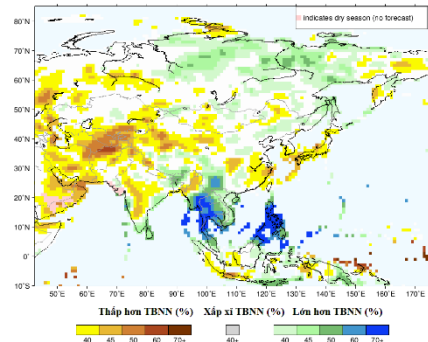 indicates dry season (no forecast)
80°N
70°N
60°N
50°N
40°N
30°N
20°N
10°N
0°
10°S
50°E 60°E 70°E 80°E 90°E 100°E 110°E 120°E 130°E 140°E 150°E 160°E 170°E
Thấp hơn TBNN (%) Xấp xỉ TBNN Lớn hơn TBNN (%)
40 45 50 60 70+ 40+ 40 45 50 60 70+